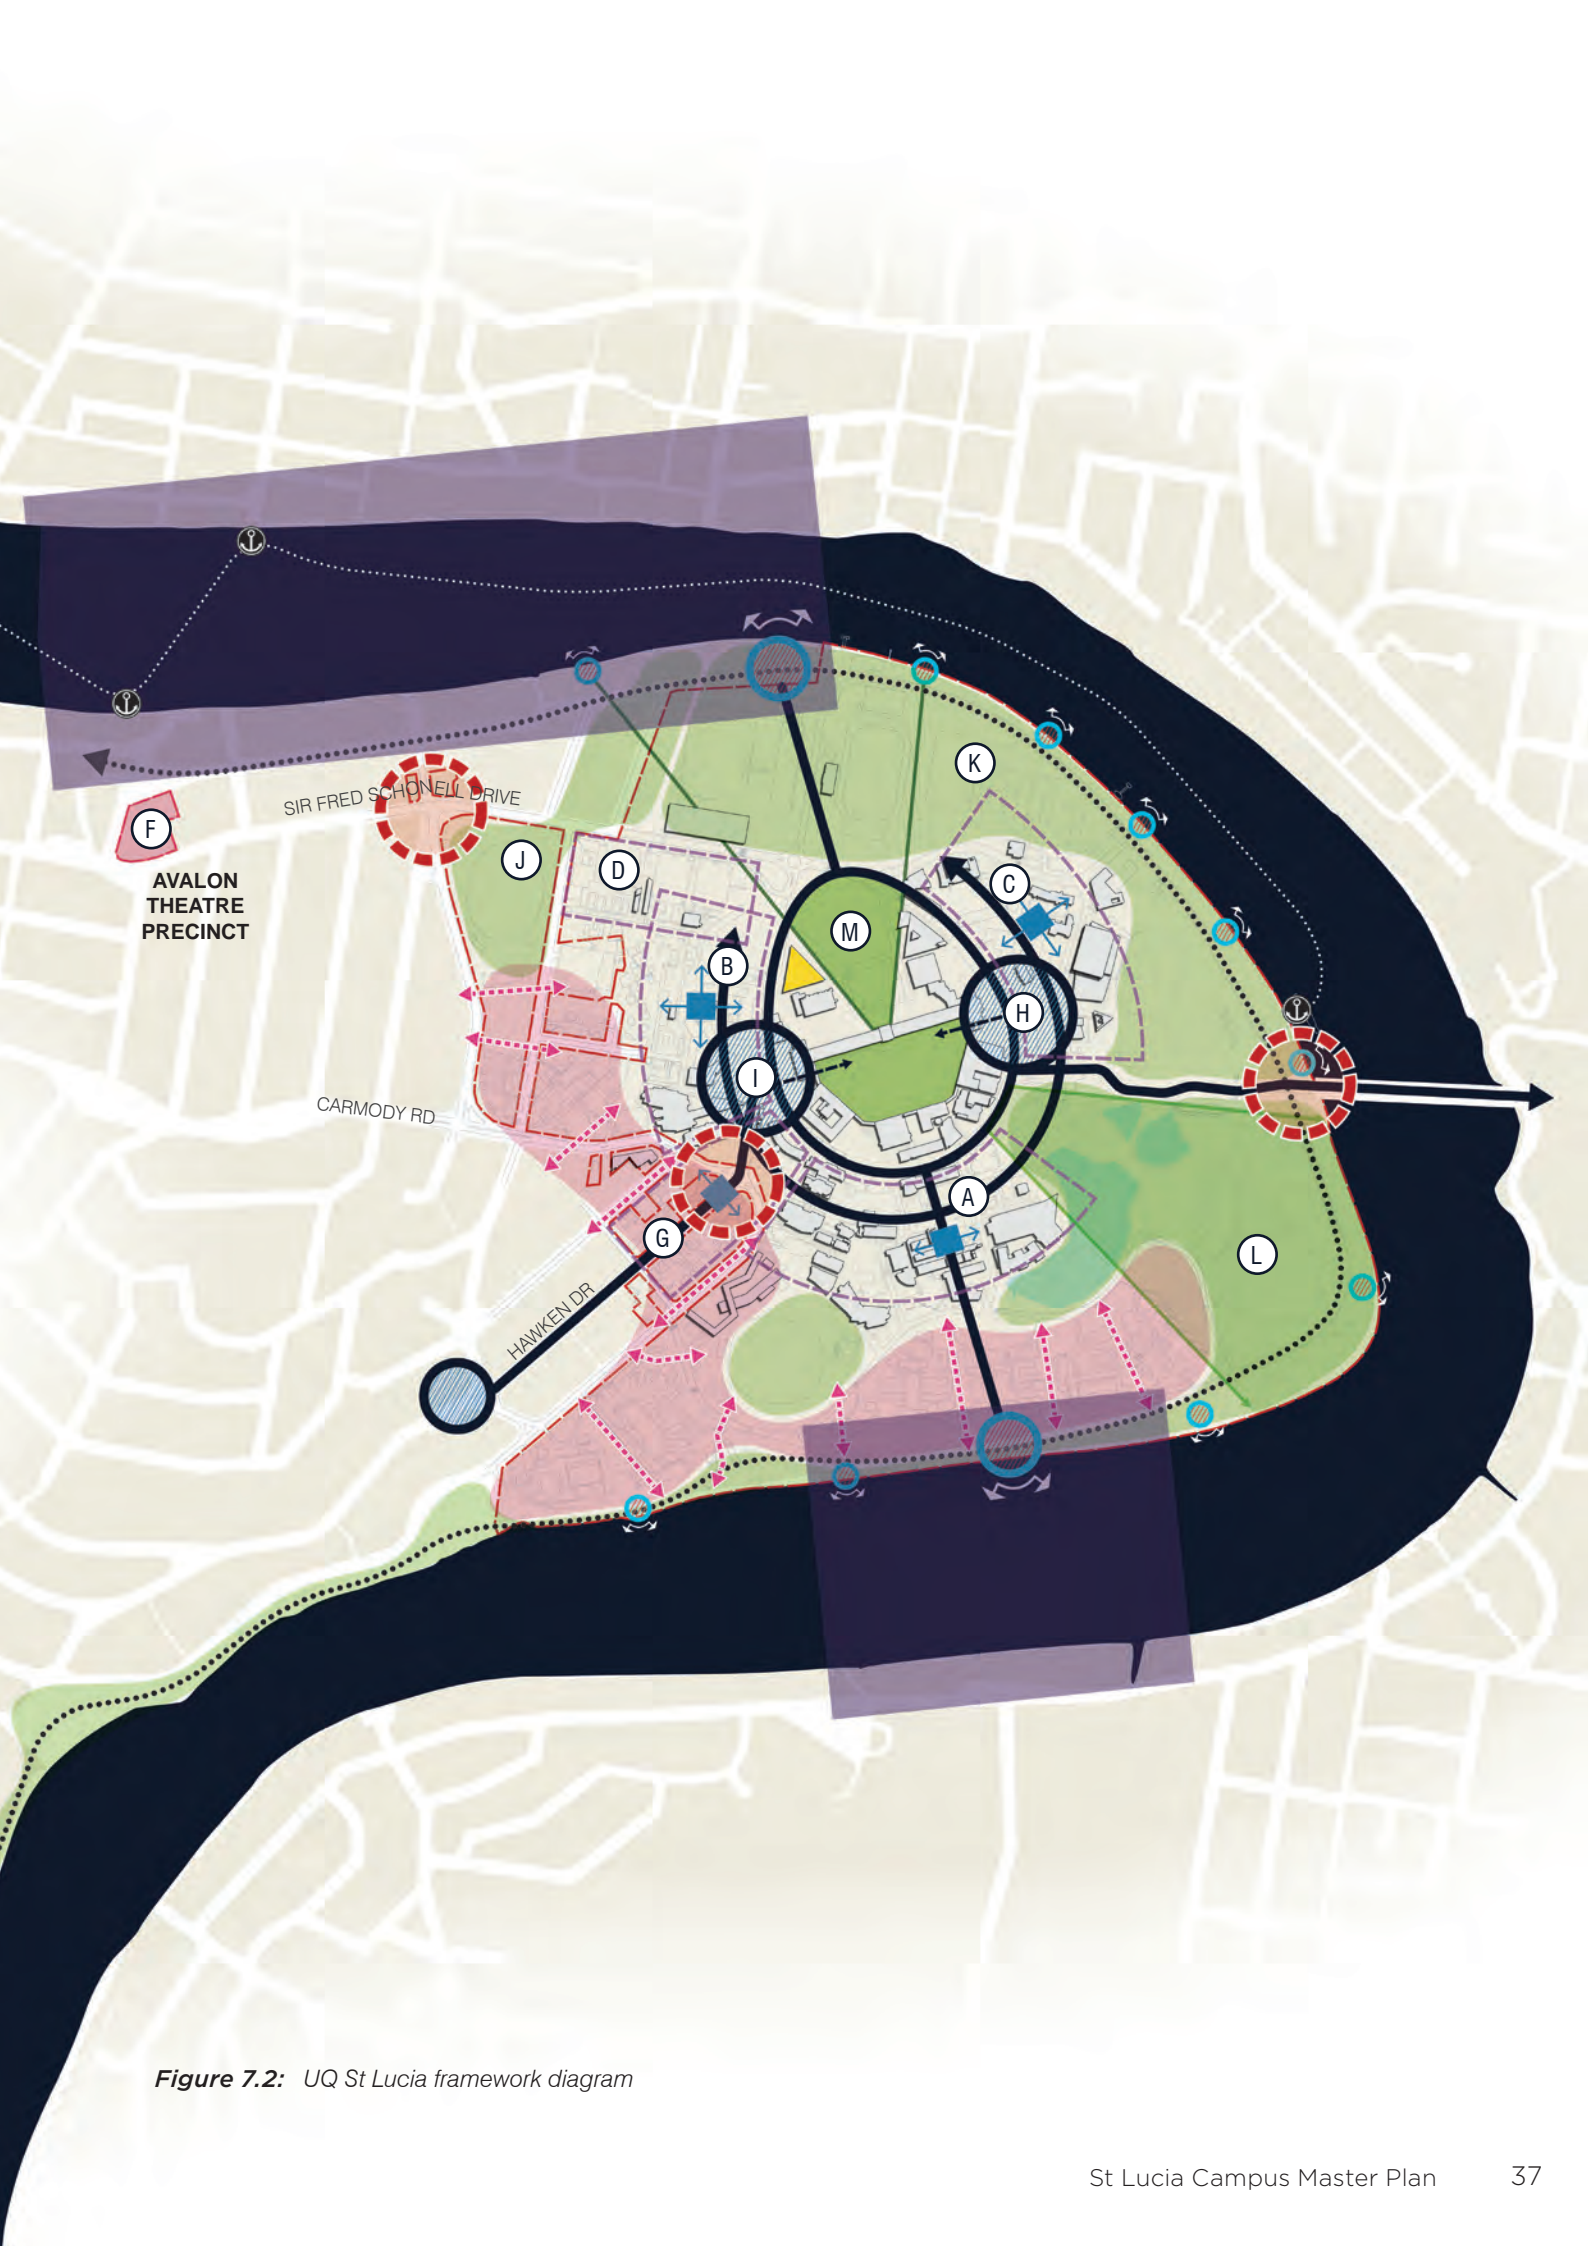 K
SIR FRED SCHONELL DRIVE
F
J
D
C
AVALON
THEATRE
PRECINCT
M
B
H
I
CARMODY RD
A
G
L
HAWKEN DR
Figure 7.2: UQ St Lucia framework diagram
St Lucia Campus Master Plan 37